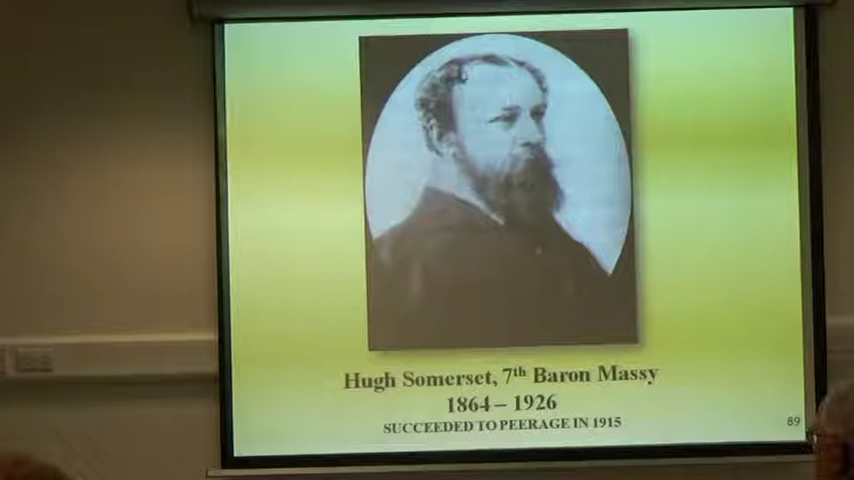 Hugh Somerset, 7th Baron Massy
1864 – 1926
SUCCEEDED TO PEERAGE IN 1915
89